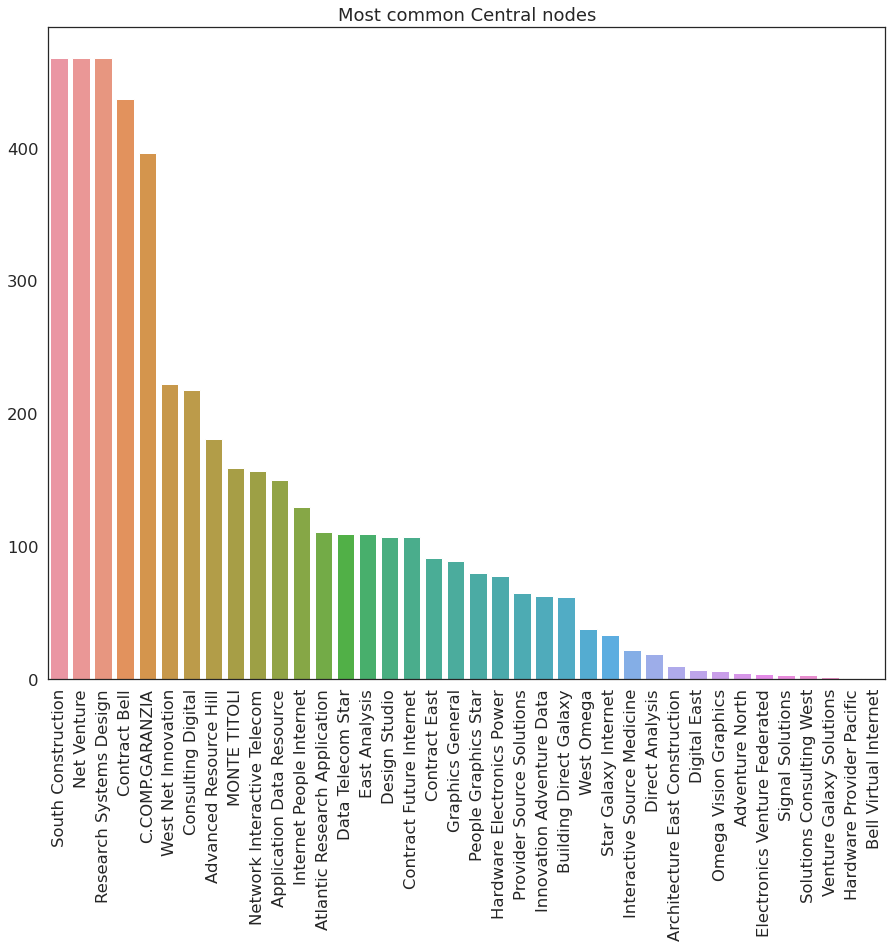 Most common Central nodes
400
300
200
100
0
South Construction
Net Venture
Research Systems Design
Contract Bell
C.COMP.GARANZIA
West Net Innovation
Consulting Digital
Advanced Resource Hill
MONTE TITOLI
Network Interactive Telecom
Application Data Resource
Internet People Internet
Atlantic Research Application
Data Telecom Star
East Analysis
Design Studio
Contract Future Internet
Contract East
Graphics General
People Graphics Star
Hardware Electronics Power
Provider Source Solutions
Innovation Adventure Data
Building Direct Galaxy
West Omega
Star Galaxy Internet
Interactive Source Medicine
Direct Analysis
Architecture East Construction
Digital East
Omega Vision Graphics
Adventure North
Electronics Venture Federated
Signal Solutions
Solutions Consulting West
Venture Galaxy Solutions
Hardware Provider Pacific
Bell Virtual Internet